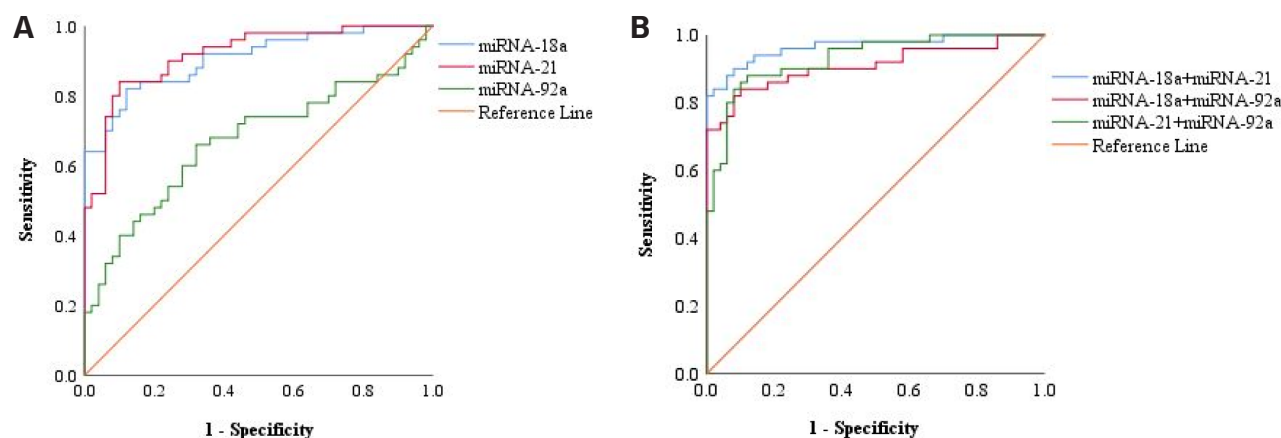 A
1.0
0.8
0.6
0.4
0.2
0.0
Sensitivity
0.0 0.2 0.4 0.6 0.8 1.0
1 - Specificity
miRNA-18a
miRNA-21
miRNA-92a
Reference Line
B
1.0
0.8
0.6
0.4
0.2
0.0
Sensitivity
0.0 0.2 0.4 0.6 0.8 1.0
1 - Specificity
miRNA-18a+miRNA-21
miRNA-18a+miRNA-92a
miRNA-21+miRNA-92a
Reference Line